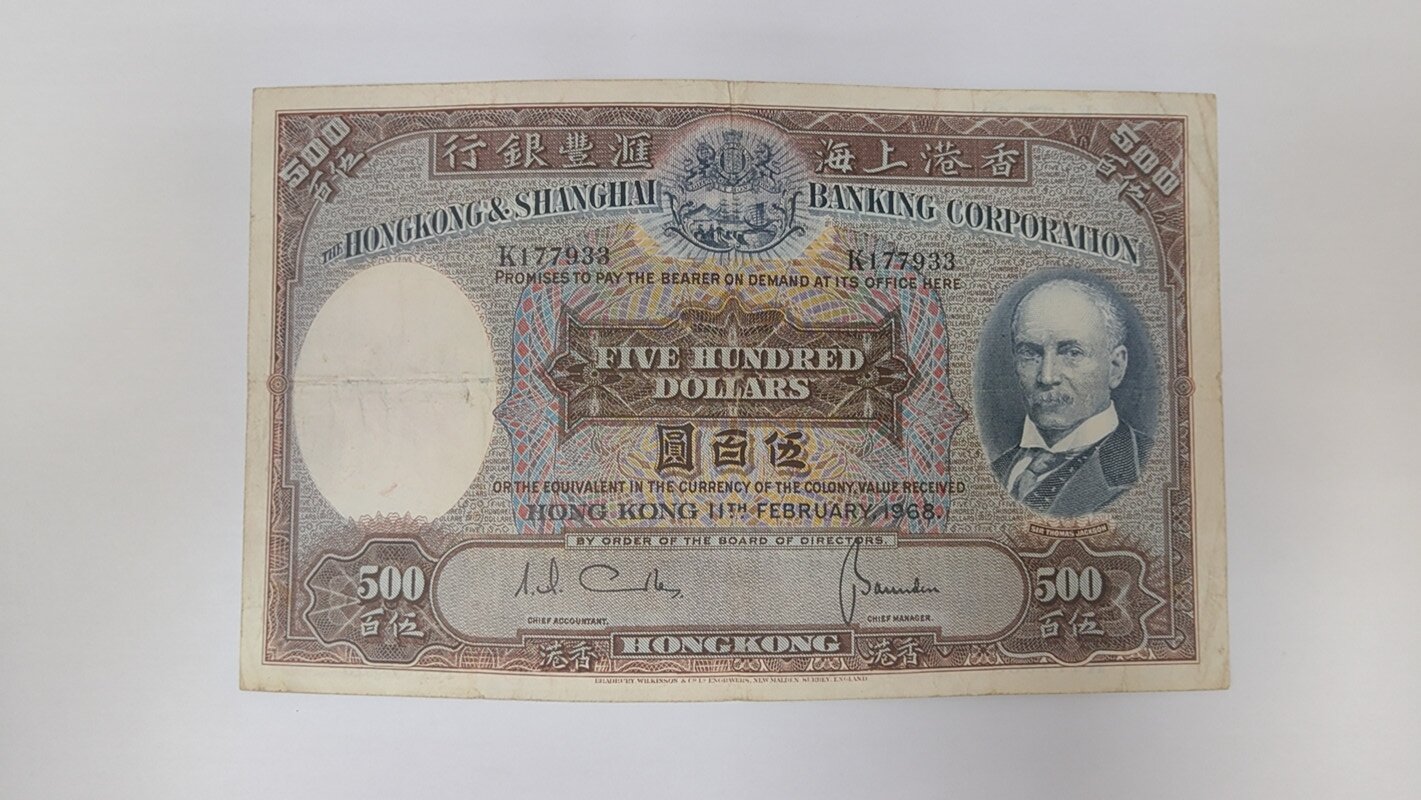 500
伍百
香港上海滙豐銀行
500
伍百
THE HONGKONG & SHANGHAI BANKING CORPORATION
K177933
K177933
PROMISES TO PAY THE BEARER ON DEMAND AT ITS OFFICE HERE
FIVE HUNDRED
DOLLARS
伍百圓
OR THE EQUIVALENT IN THE CURRENCY OF THE COLONY, VALUE RECEIVED
HONG KONG 11TH FEBRUARY, 1968.
SIR THOMAS JACKSON
BY ORDER OF THE BOARD OF DIRECTORS.
500
伍百
CHIEF ACCOUNTANT.
CHIEF MANAGER.
500
伍百
香港
HONGKONG
香港
BRADBURY WILKINSON & Co Ld ENGRAVERS, NEW MALDEN, SURREY, ENGLAND